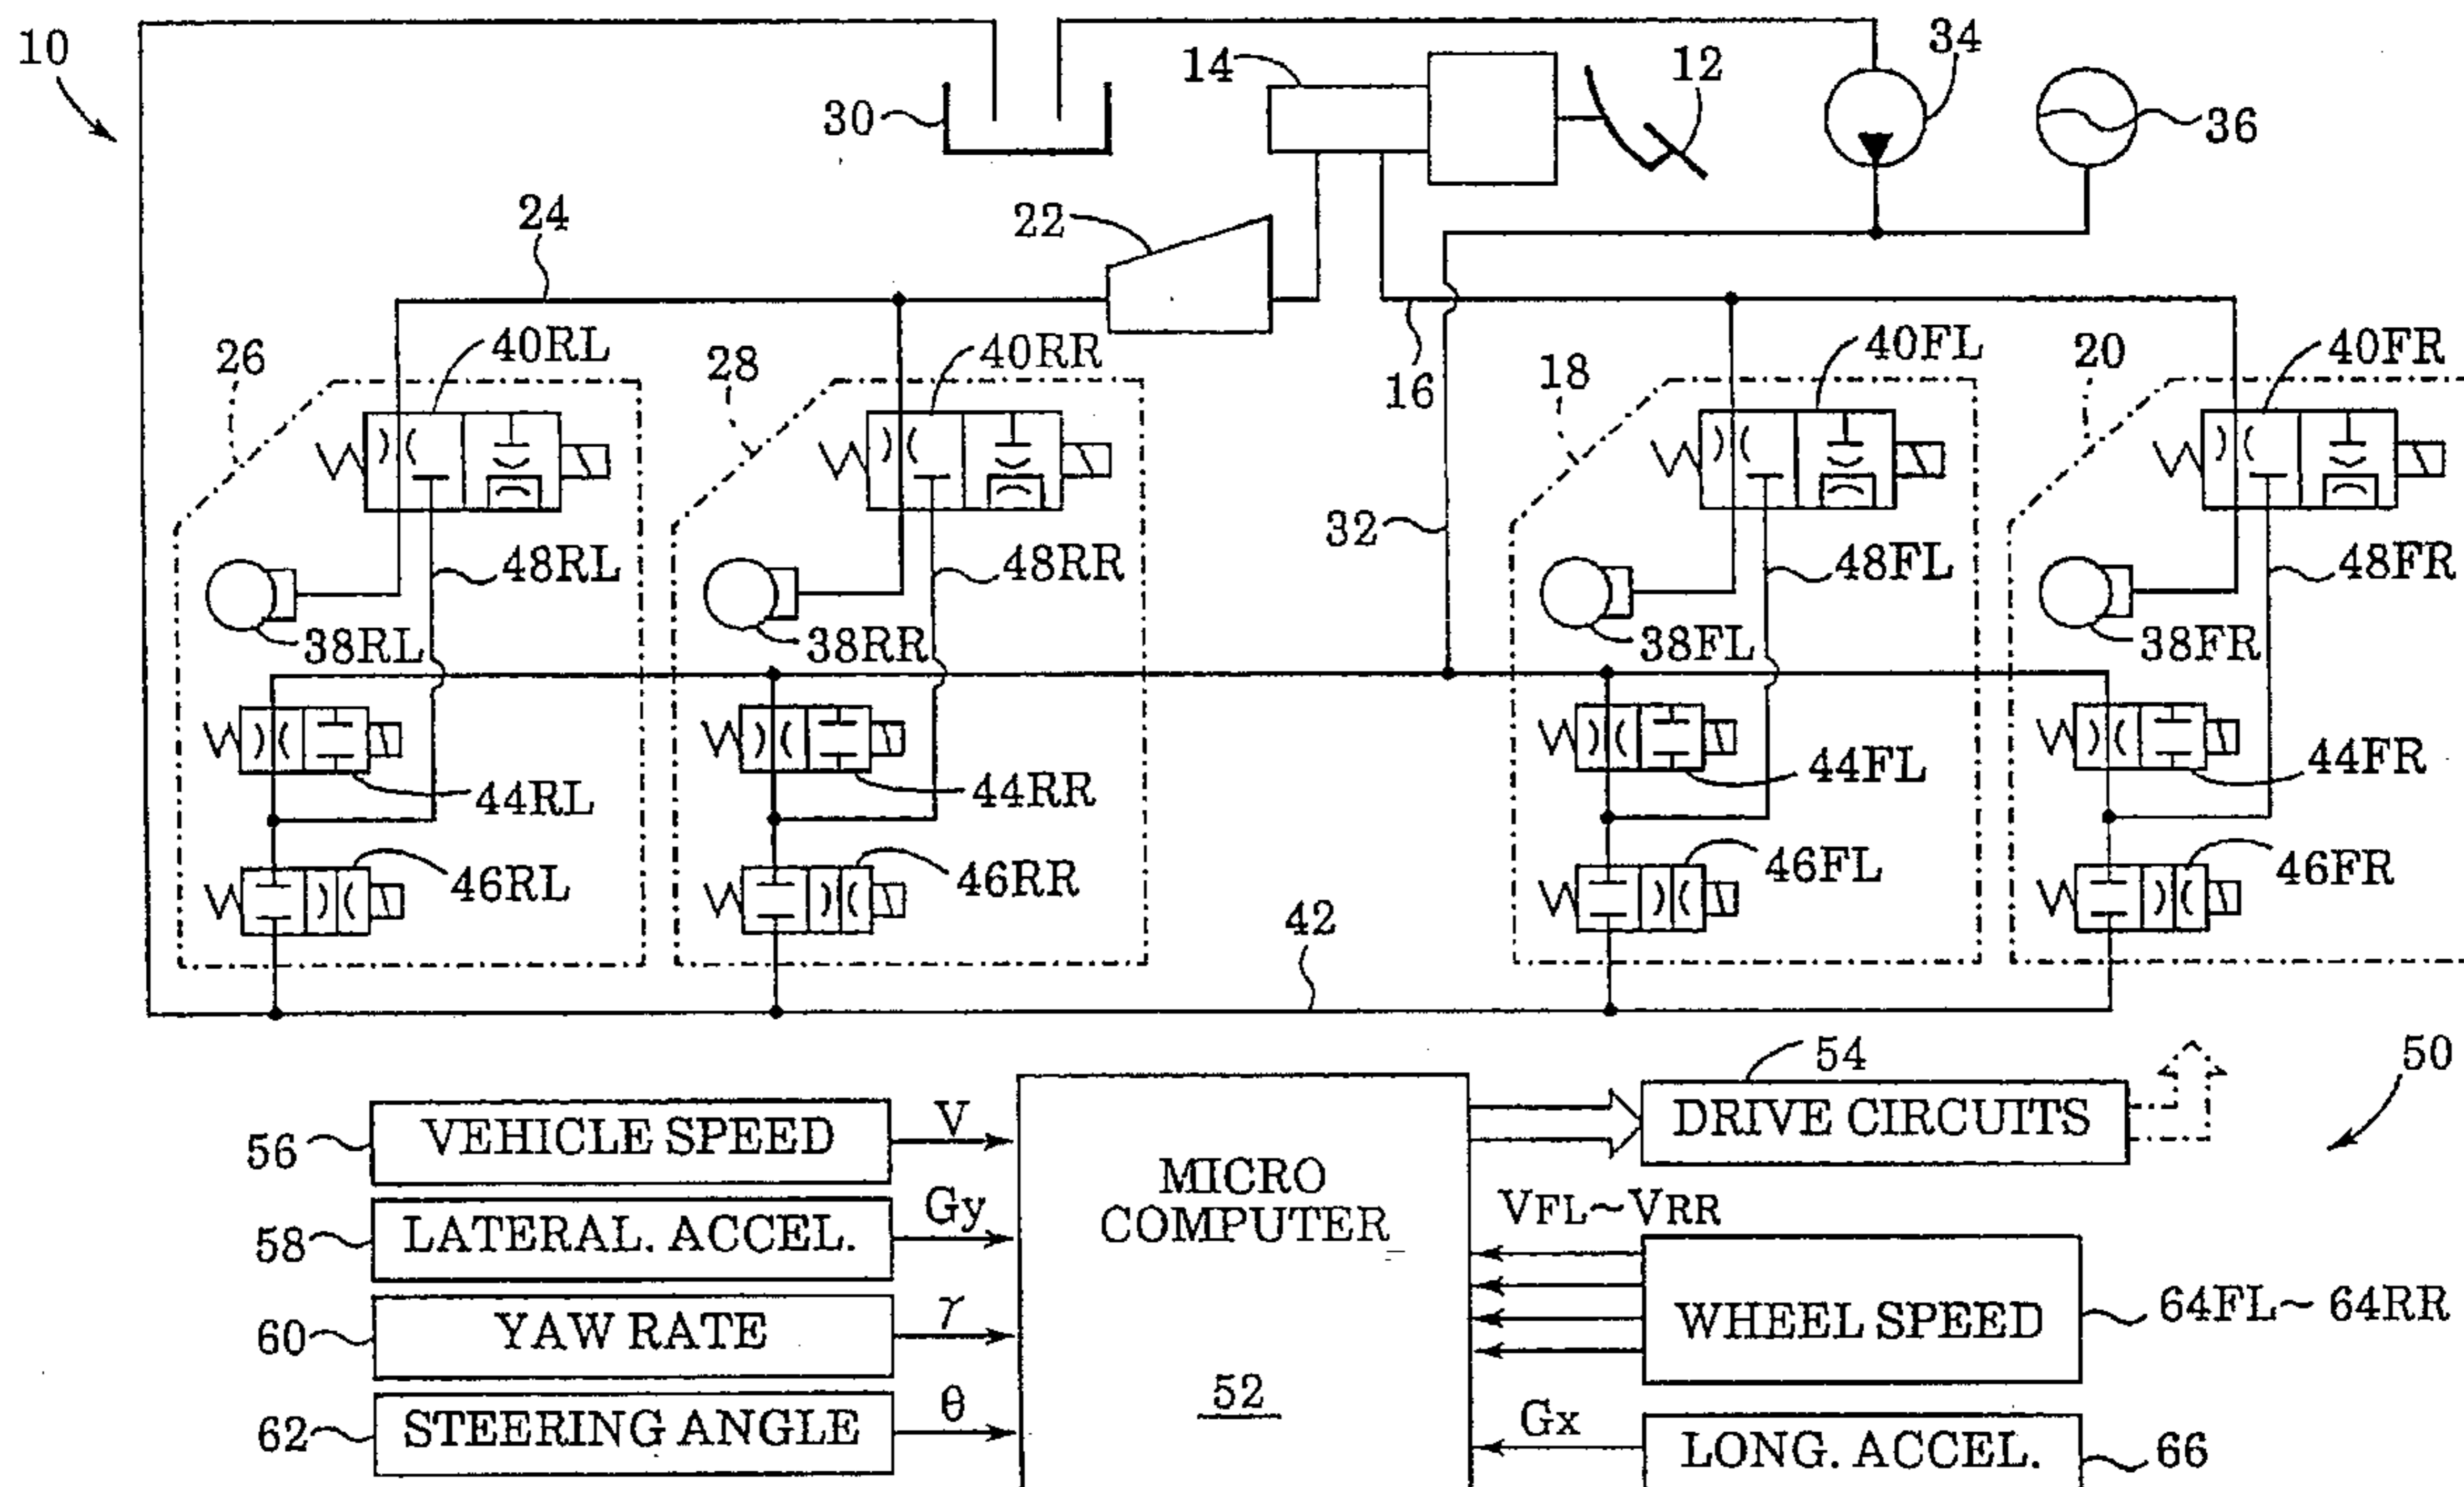 10
30
14
12
34
36
24
22
16
32
26
40RL
28
40RR
18
40FL
20
40FR
48RL
48RR
48FL
48FR
38RL
38RR
38FL
38FR
44RL
44RR
44FL
44FR
46RL
46RR
46FL
46FR
42
50
56
VEHICLE SPEED
V
58
LATERAL. ACCEL.
Gy
60
YAW RATE
γ
62
STEERING ANGLE
θ
MICRO
COMPUTER
52
54
DRIVE CIRCUITS
VFL~VRR
WHEEL SPEED
64FL~ 64RR
Gx
LONG. ACCEL.
66